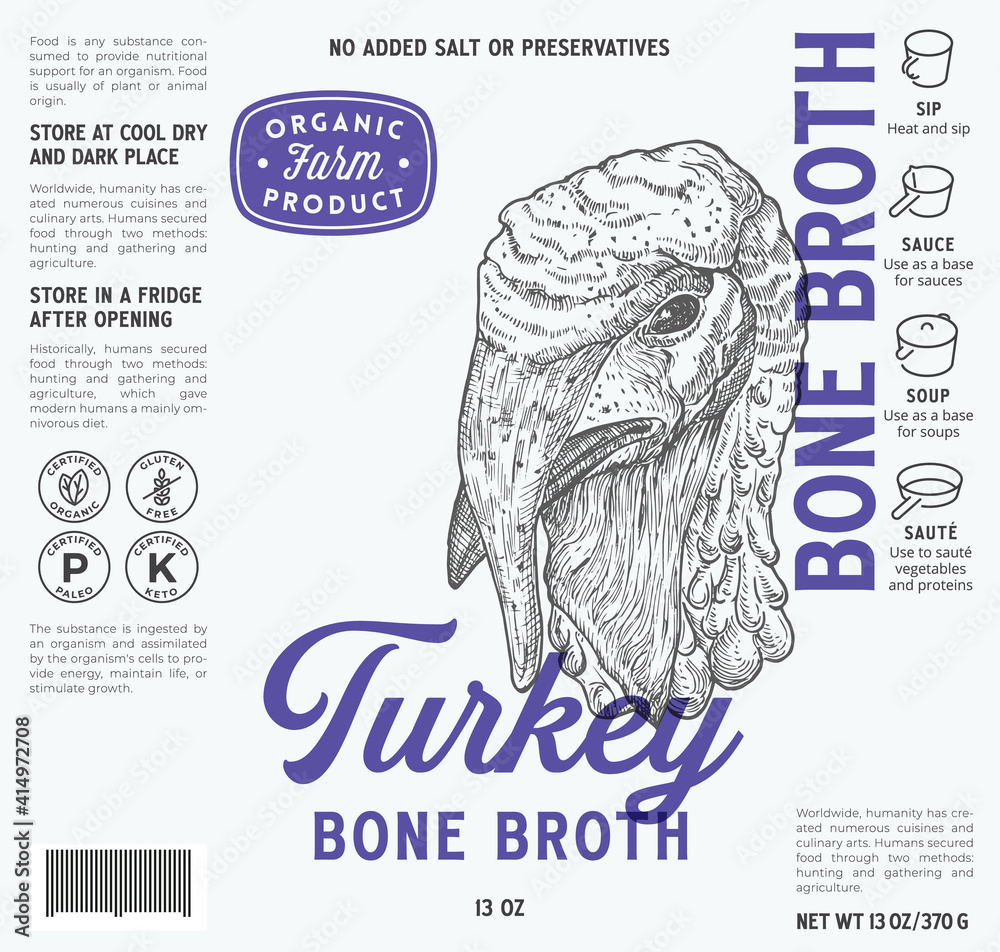 Food is any substance con-
sumed to provide nutritional
support for an organism. Food
is usually of plant or animal
origin.
STORE AT COOL DRY
AND DARK PLACE
Worldwide, humanity has cre-
ated numerous cuisines and
culinary arts. Humans secured
food through two methods:
hunting and gathering and
agriculture.
STORE IN A FRIDGE
AFTER OPENING
Historically, humans secured
food through two methods:
hunting and gathering and
agriculture, which gave
modern humans a mainly om-
nivorous diet.
CERTIFIED
ORGANIC
GLUTEN
FREE
CERTIFIED
P
PALEO
CERTIFIED
K
KETO
The substance is ingested by
an organism and assimilated
by the organism's cells to pro-
vide energy, maintain life, or
stimulate growth.
NO ADDED SALT OR PRESERVATIVES
ORGANIC
Farm
PRODUCT
Turkey
BONE BROTH
13 OZ
BONE BROTH
SIP
Heat and sip
SAUCE
Use as a base
for sauces
SOUP
Use as a base
for soups
SAUTÉ
Use to sauté
vegetables
and proteins
Worldwide, humanity has cre-
ated numerous cuisines and
culinary arts. Humans secured
food through two methods:
hunting and gathering and
agriculture.
NET WT 13 OZ/370 G
Adobe Stock | #414972708
Adobe Stock